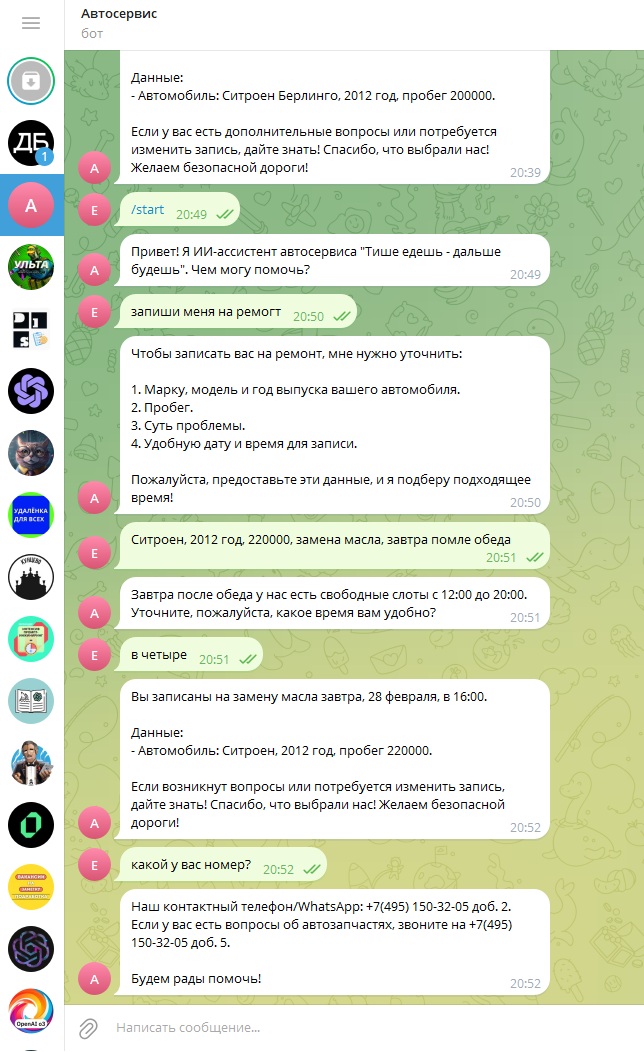 Автосервис
бот
Данные:
- Автомобиль: Ситроен Берлинго, 2012 год, пробег 200000.
Если у вас есть дополнительные вопросы или потребуется
изменить запись, дайте знать! Спасибо, что выбрали нас!
Желаем безопасной дороги!
20:39
А
ДБ
1
А
Е
/start
20:49
Привет! Я ИИ-ассистент автосервиса "Тише едешь - дальше
будешь". Чем могу помочь?
20:49
А
УЛЬТА
Е
запиши меня на ремогт
20:50
Чтобы записать вас на ремонт, мне нужно уточнить:
1. Марку, модель и год выпуска вашего автомобиля.
2. Пробег.
3. Суть проблемы.
4. Удобную дату и время для записи.
Пожалуйста, предоставьте эти данные, и я подберу подходящее
время!
20:50
А
УДАЛЁНКА
ДЛЯ ВСЕХ
Ситроен, 2012 год, 220000, замена масла, завтра помле обеда
20:51
Е
КУНЦЕВО
Завтра после обеда у нас есть свободные слоты с 12:00 до 20:00.
Уточните, пожалуйста, какое время вам удобно?
20:51
А
Е
в четыре
20:51
Вы записаны на замену масла завтра, 28 февраля, в 16:00.
Данные:
- Автомобиль: Ситроен, 2012 год, пробег 220000.
Если возникнут вопросы или потребуется изменить запись,
дайте знать! Спасибо, что выбрали нас! Желаем безопасной
дороги!
20:52
А
Е
какой у вас номер?
20:52
ВАКАНСИИ
Наш контактный телефон/WhatsApp: +7(495) 150-32-05 доб. 2.
Если у вас есть вопросы об автозапчастях, звоните на +7(495)
150-32-05 доб. 5.
Будем рады помочь!
20:52
А
OpenAI o3
Написать сообщение...